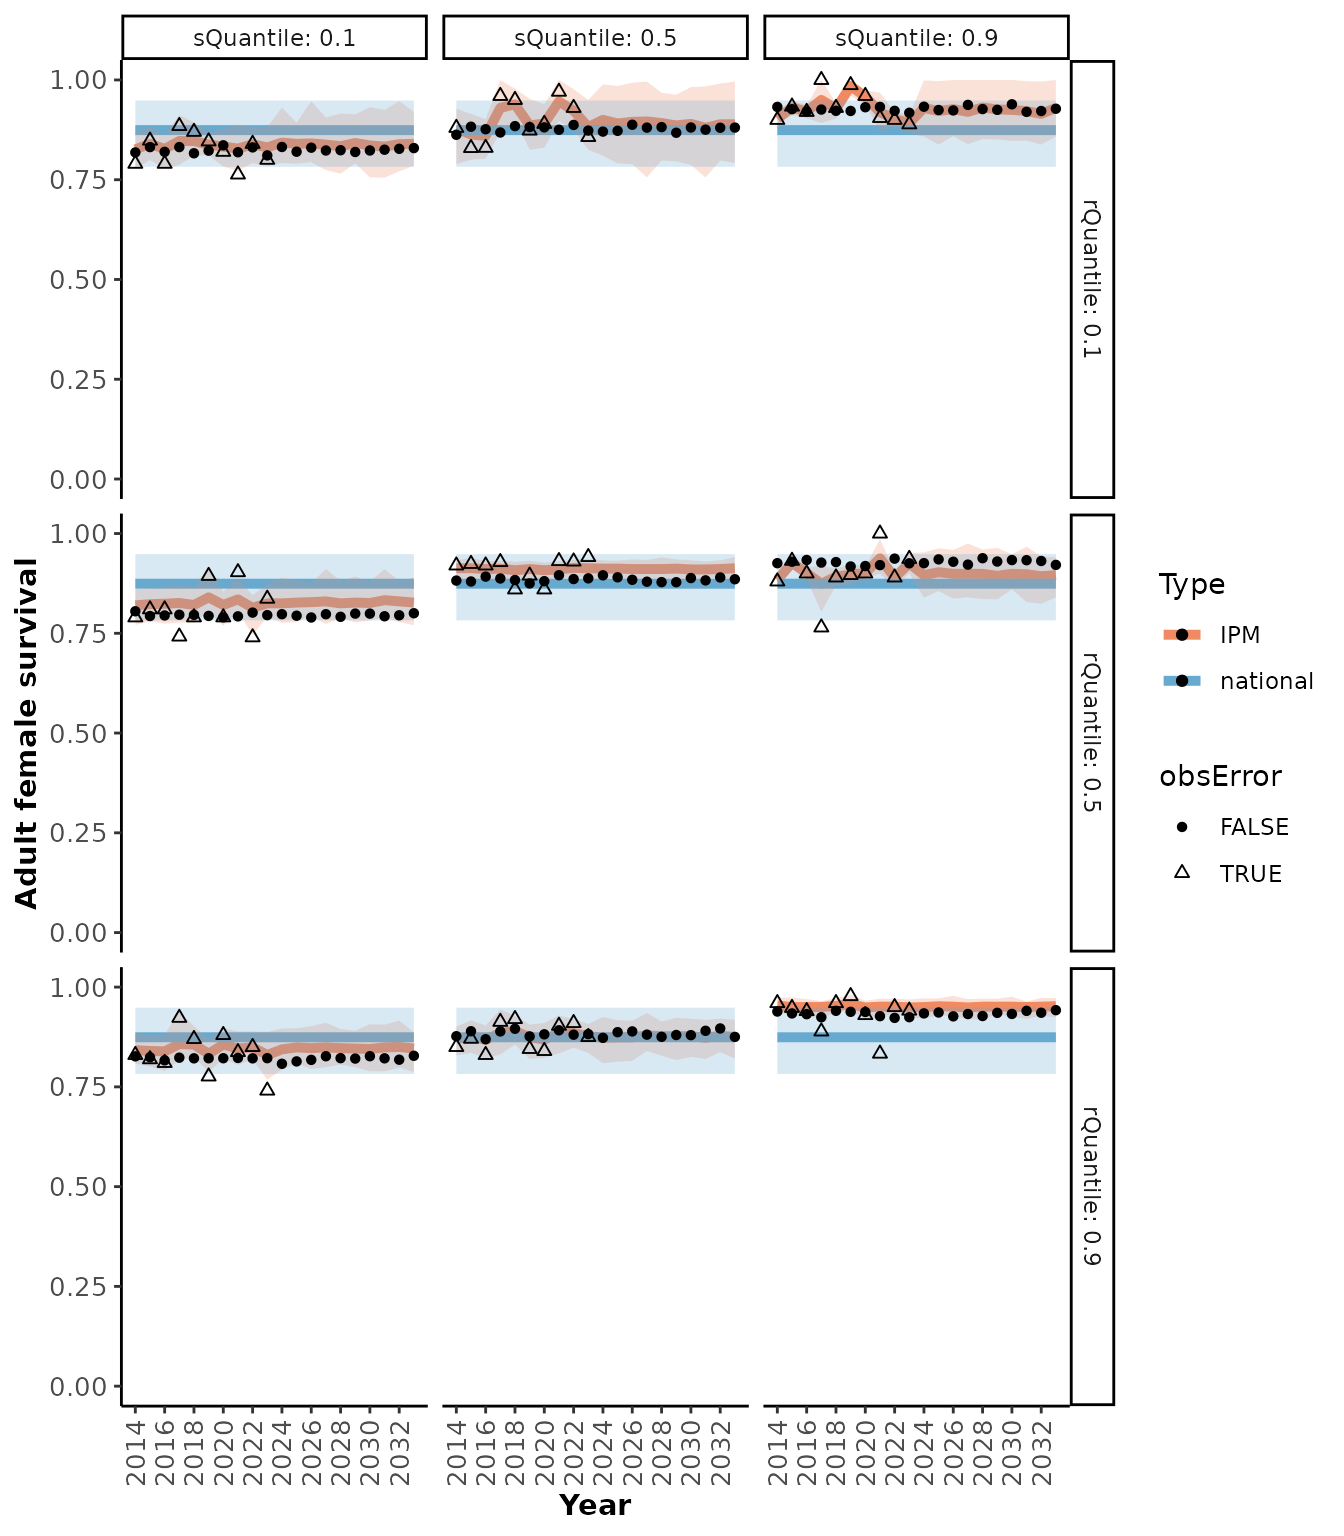 sQuantile: 0.1
sQuantile: 0.5
sQuantile: 0.9
1.00
0.75
0.50
0.25
0.00
rQuantile: 0.1
1.00
0.75
0.50
0.25
0.00
rQuantile: 0.5
1.00
0.75
0.50
0.25
0.00
rQuantile: 0.9
Adult female survival
2014 2016 2018 2020 2022 2024 2026 2028 2030 2032
2014 2016 2018 2020 2022 2024 2026 2028 2030 2032
2014 2016 2018 2020 2022 2024 2026 2028 2030 2032
Year
Type
IPM
national
obsError
FALSE
TRUE